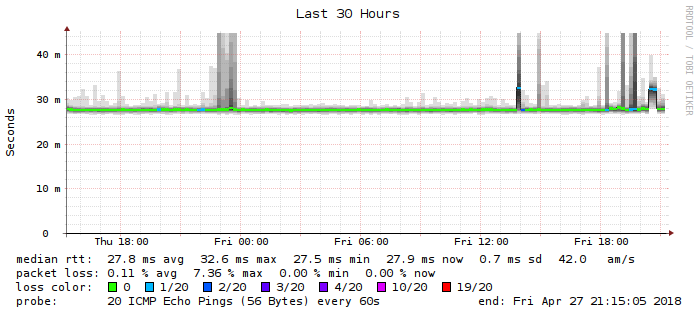 Last 30 Hours
RRDTOOL / TOBI OETIKER
Seconds
40 m
30 m
20 m
10 m
0
Thu 18:00 Fri 00:00 Fri 06:00 Fri 12:00 Fri 18:00
median rtt: 27.8 ms avg 32.6 ms max 27.5 ms min 27.9 ms now 0.7 ms sd 42.0 am/s
packet loss: 0.11 % avg 7.36 % max 0.00 % min 0.00 % now
loss color: 0 1/20 2/20 3/20 4/20 10/20 19/20
probe: 20 ICMP Echo Pings (56 Bytes) every 60s end: Fri Apr 27 21:15:05 2018